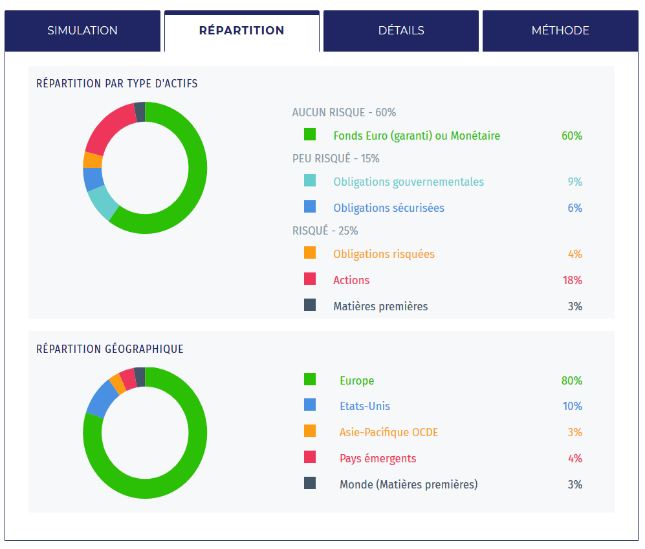 SIMULATION RÉPARTITION DÉTAILS MÉTHODE
RÉPARTITION PAR TYPE D'ACTIFS
AUCUN RISQUE - 60%
Fonds Euro (garanti) ou Monétaire 60%
PEU RISQUÉ - 15%
Obligations gouvernementales 9%
Obligations sécurisées 6%
RISQUÉ - 25%
Obligations risquées 4%
Actions 18%
Matières premières 3%
RÉPARTITION GÉOGRAPHIQUE
Europe 80%
Etats-Unis 10%
Asie-Pacifique OCDE 3%
Pays émergents 4%
Monde (Matières premières) 3%